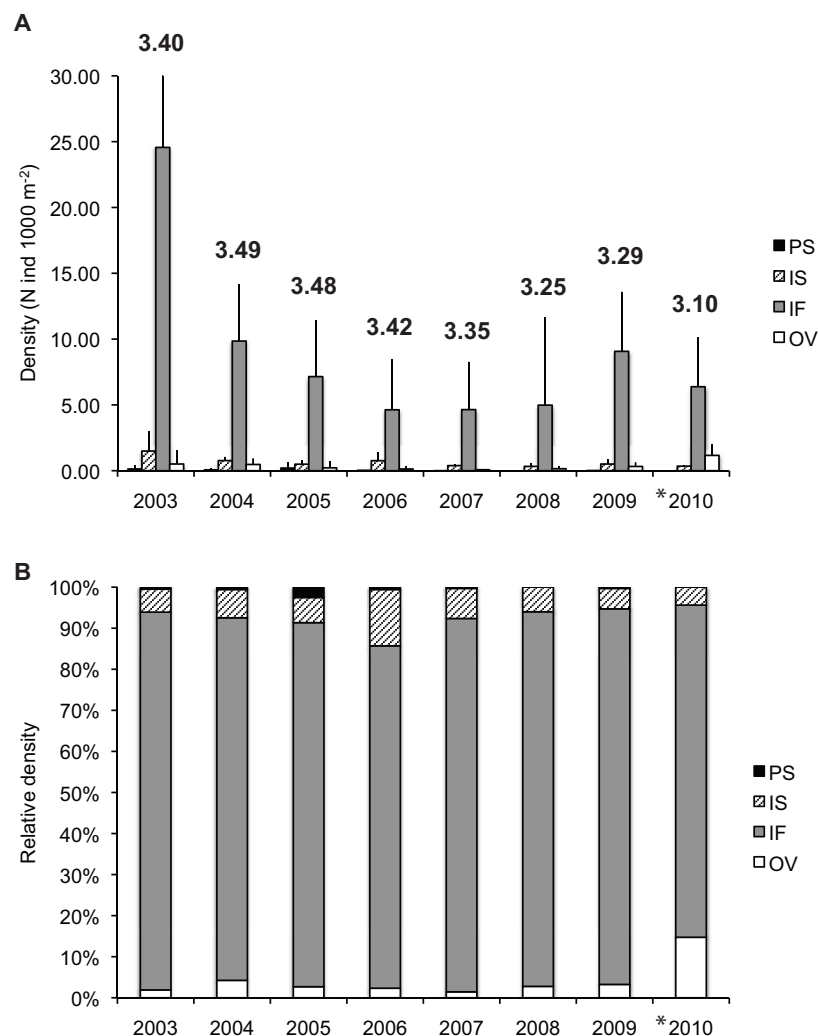 A
3.40
30.00
25.00
20.00
3.49
3.29
15.00
3.48
3.25
3.10
3.42
3.35
10.00
5.00
0.00
Density (N ind 1000 m⁻²)
PS
IS
IF
OV
2003 2004 2005 2006 2007 2008 2009 *2010
B
100%
90%
80%
70%
60%
50%
40%
30%
20%
10%
0%
Relative density
PS
IS
IF
OV
2003 2004 2005 2006 2007 2008 2009 *2010